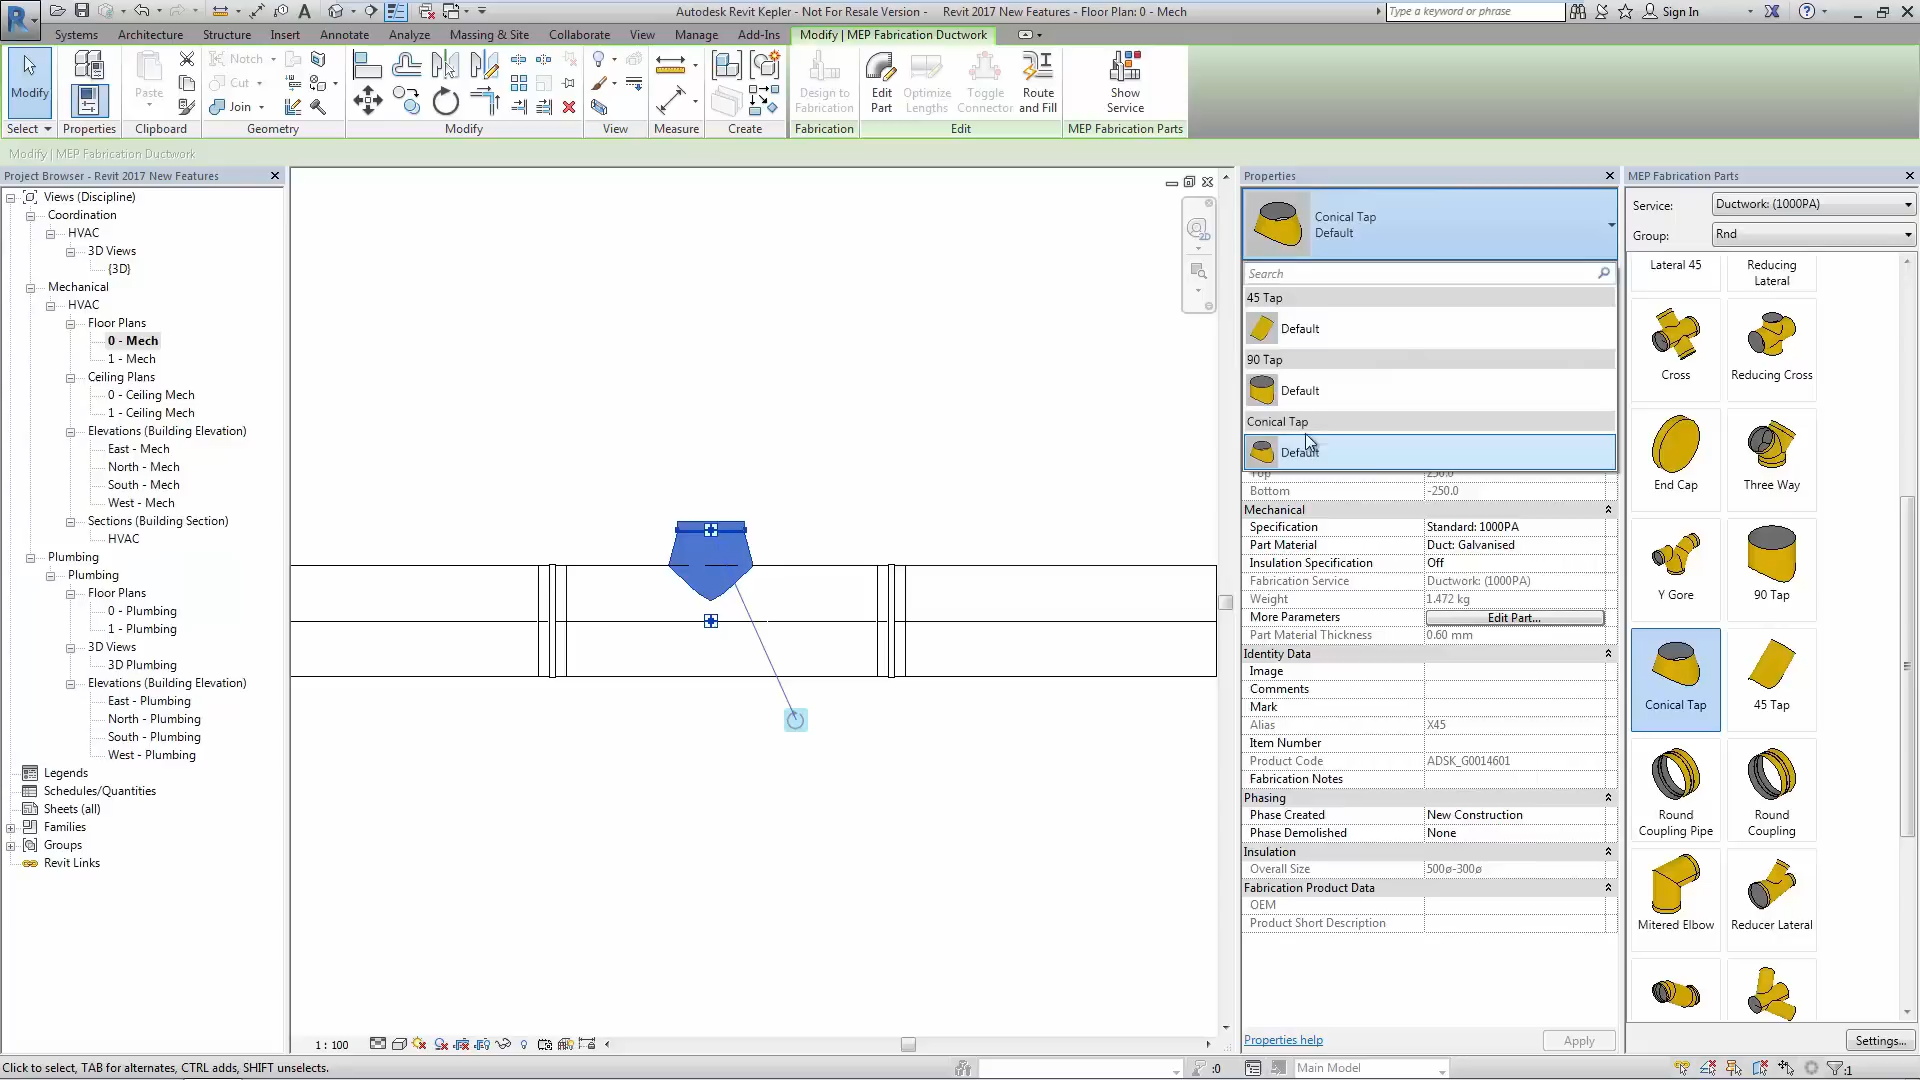 Autodesk Revit Kepler - Not For Resale Version -    Revit 2017 New Features - Floor Plan: 0 - Mech
Type a keyword or phrase
Sign In
Systems Architecture Structure Insert Annotate Analyze Massing & Site Collaborate View Manage Add-Ins Modify | MEP Fabrication Ductwork
Modify
Paste
Notch
Cut
Join
Design to Fabrication
Edit Part
Optimize Lengths
Toggle Connector
Route and Fill
Show Service
Select Properties Clipboard Geometry Modify View Measure Create Fabrication Edit MEP Fabrication Parts
Modify | MEP Fabrication Ductwork
Project Browser - Revit 2017 New Features
Views (Discipline)
Coordination
HVAC
3D Views
{3D}
Mechanical
HVAC
Floor Plans
0 - Mech
1 - Mech
Ceiling Plans
0 - Ceiling Mech
1 - Ceiling Mech
Elevations (Building Elevation)
East - Mech
North - Mech
South - Mech
West - Mech
Sections (Building Section)
HVAC
Plumbing
Plumbing
Floor Plans
0 - Plumbing
1 - Plumbing
3D Views
3D Plumbing
Elevations (Building Elevation)
East - Plumbing
North - Plumbing
South - Plumbing
West - Plumbing
Legends
Schedules/Quantities
Sheets (all)
Families
Groups
Revit Links
2D
1 : 100
Properties
Conical Tap
Default
Search
45 Tap
Default
90 Tap
Default
Conical Tap
Default
Top 250.0
Bottom -250.0
Mechanical
Specification Standard: 1000PA
Part Material Duct: Galvanised
Insulation Specification Off
Fabrication Service Ductwork: (1000PA)
Weight 1.472 kg
More Parameters Edit Part...
Part Material Thickness 0.60 mm
Identity Data
Image
Comments
Mark
Alias X45
Item Number
Product Code ADSK_G0014601
Fabrication Notes
Phasing
Phase Created New Construction
Phase Demolished None
Insulation
Overall Size 500ø-300ø
Fabrication Product Data
OEM
Product Short Description
Properties help
Apply
MEP Fabrication Parts
Service: Ductwork: (1000PA)
Group: Rnd
Lateral 45
Reducing Lateral
Cross
Reducing Cross
End Cap
Three Way
Y Gore
90 Tap
Conical Tap
45 Tap
Round Coupling Pipe
Round Coupling
Mitered Elbow
Reducer Lateral
Settings...
Click to select, TAB for alternates, CTRL adds, SHIFT unselects.
:0
Main Model
:1